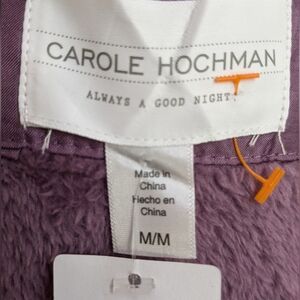 CAROLE HOCHMAN
ALWAYS A GOOD NIGHT
Made in
China
Hecho en
China
M/M